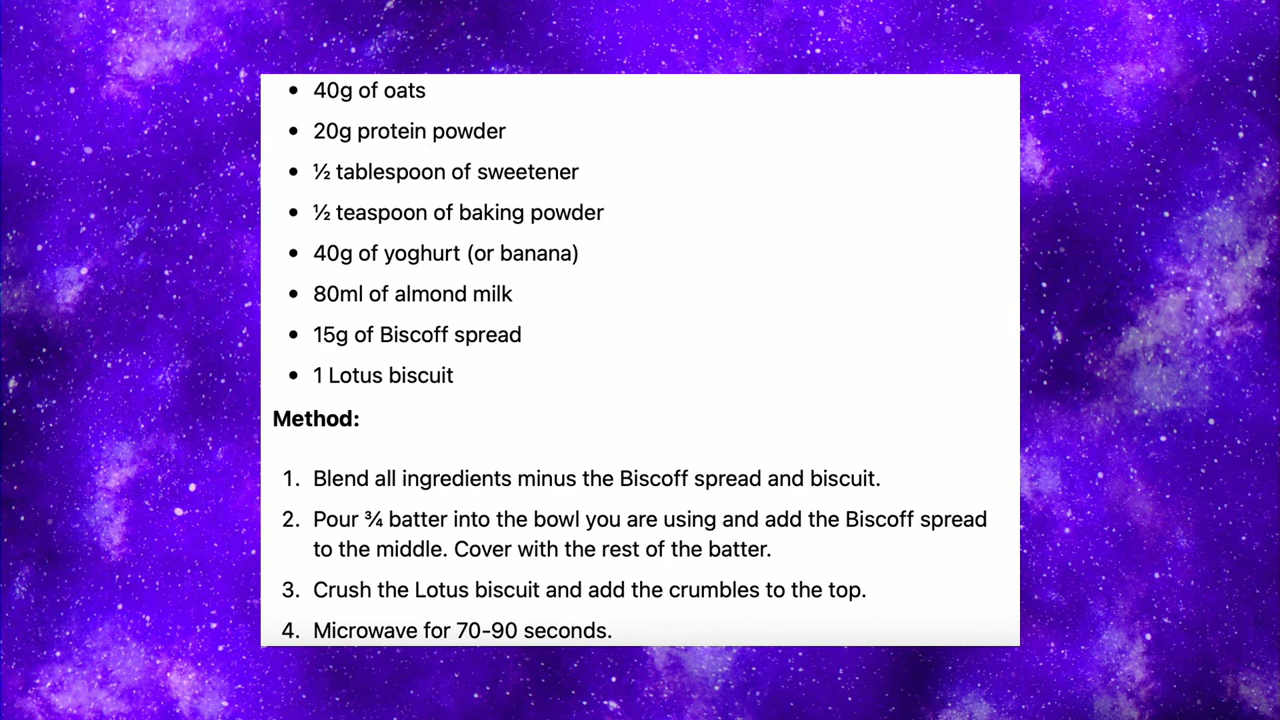 • 40g of oats
• 20g protein powder
• ½ tablespoon of sweetener
• ½ teaspoon of baking powder
• 40g of yoghurt (or banana)
• 80ml of almond milk
• 15g of Biscoff spread
• 1 Lotus biscuit
Method:
1. Blend all ingredients minus the Biscoff spread and biscuit.
2. Pour ¾ batter into the bowl you are using and add the Biscoff spread
to the middle. Cover with the rest of the batter.
3. Crush the Lotus biscuit and add the crumbles to the top.
4. Microwave for 70-90 seconds.